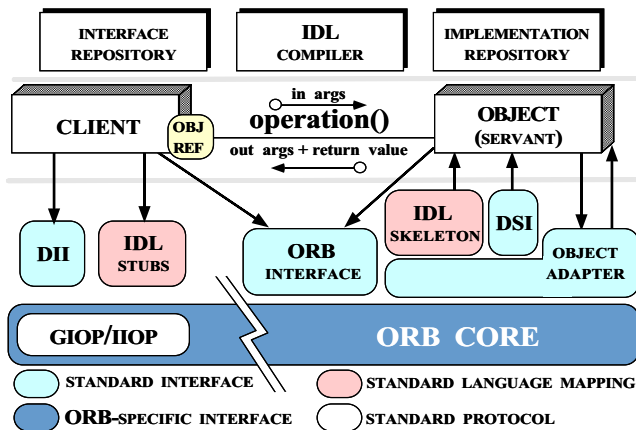 INTERFACE
REPOSITORY
IDL
COMPILER
IMPLEMENTATION
REPOSITORY
in args
operation()
out args + return value
CLIENT
OBJ
REF
OBJECT
(SERVANT)
DII
IDL
STUBS
ORB
INTERFACE
IDL
SKELETON
DSI
OBJECT
ADAPTER
GIOP/IIOP
ORB CORE
STANDARD INTERFACE
STANDARD LANGUAGE MAPPING
ORB-SPECIFIC INTERFACE
STANDARD PROTOCOL